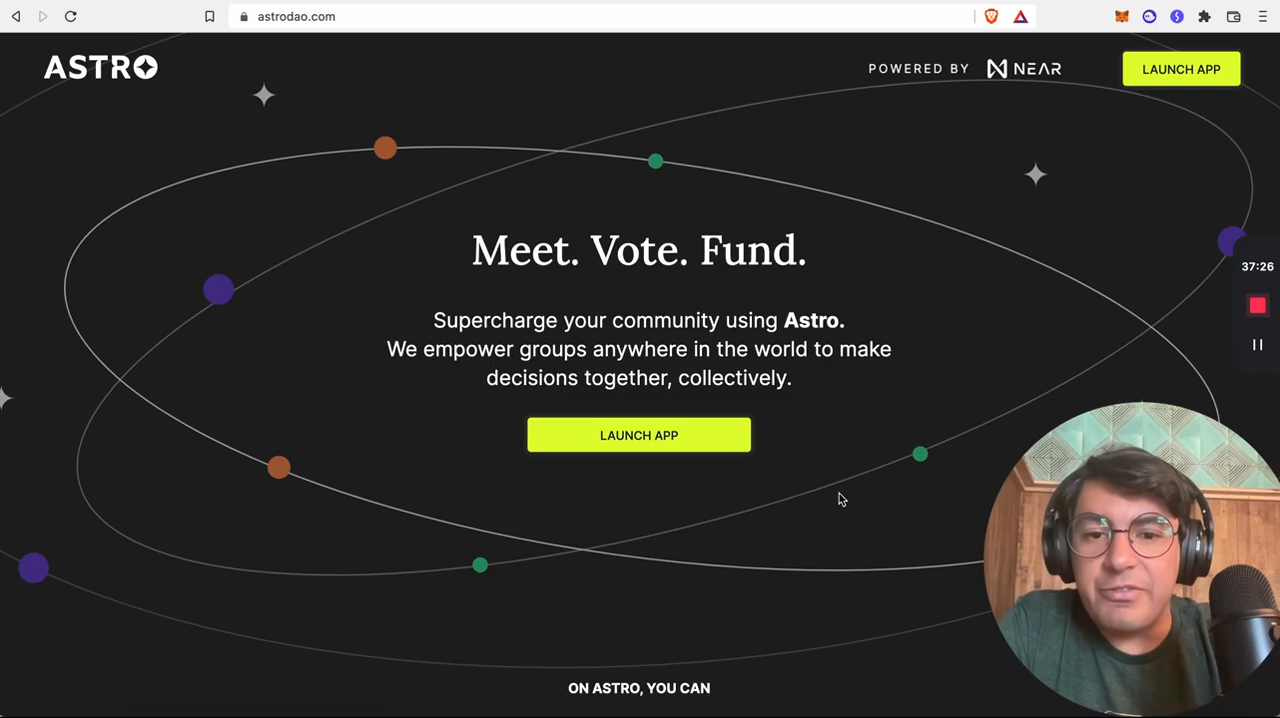 astrodao.com
ASTRO
POWERED BY NEAR
LAUNCH APP
Meet. Vote. Fund.
37:26
Supercharge your community using Astro.
We empower groups anywhere in the world to make
decisions together, collectively.
LAUNCH APP
ON ASTRO, YOU CAN